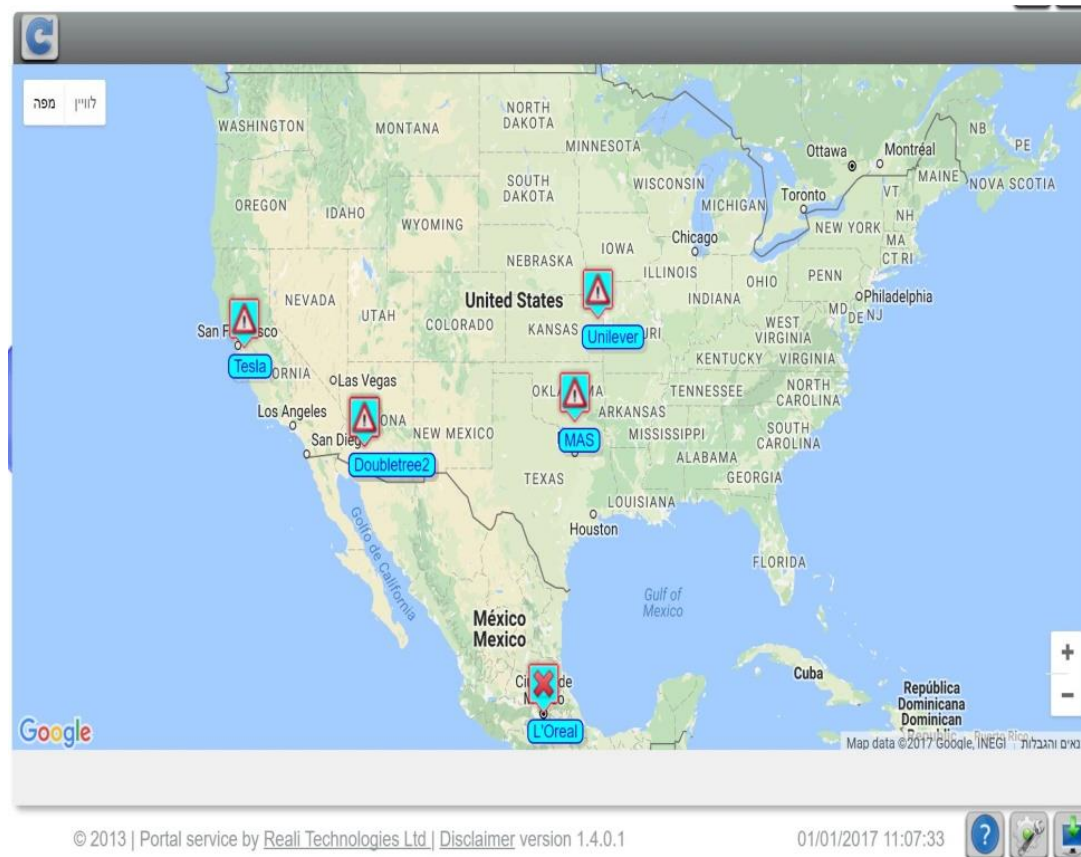 מפה
לוויין
NORTH
DAKOTA
WASHINGTON
MONTANA
MINNESOTA
Ottawa
Montréal
NB
PE
MAINE
NOVA SCOTIA
SOUTH
DAKOTA
WISCONSIN
MICHIGAN
Toronto
VT
NH
OREGON
IDAHO
WYOMING
NEW YORK
MA
CT RI
Chicago
IOWA
NEBRASKA
ILLINOIS
INDIANA
OHIO
PENN
Philadelphia
MD
DE
NJ
NEVADA
UTAH
COLORADO
United States
KANSAS
Unilever
WEST
VIRGINIA
KENTUCKY
VIRGINIA
San
Tesla
Las Vegas
TENNESSEE
NORTH
CAROLINA
ARKANSAS
Los Angeles
NEW MEXICO
MAS
MISSISSIPPI
SOUTH
CAROLINA
San
Doubletree2
ALABAMA
GEORGIA
TEXAS
LOUISIANA
Houston
FLORIDA
Golfo de California
Gulf of
Mexico
México
Mexico
Cuba
L'Oreal
República
Dominicana
Dominican
Puerto Rico
+
−
Google
Map data ©2017 Google, INEGI
© 2013 | Portal service by Reali Technologies Ltd | Disclaimer version 1.4.0.1
01/01/2017 11:07:33
?